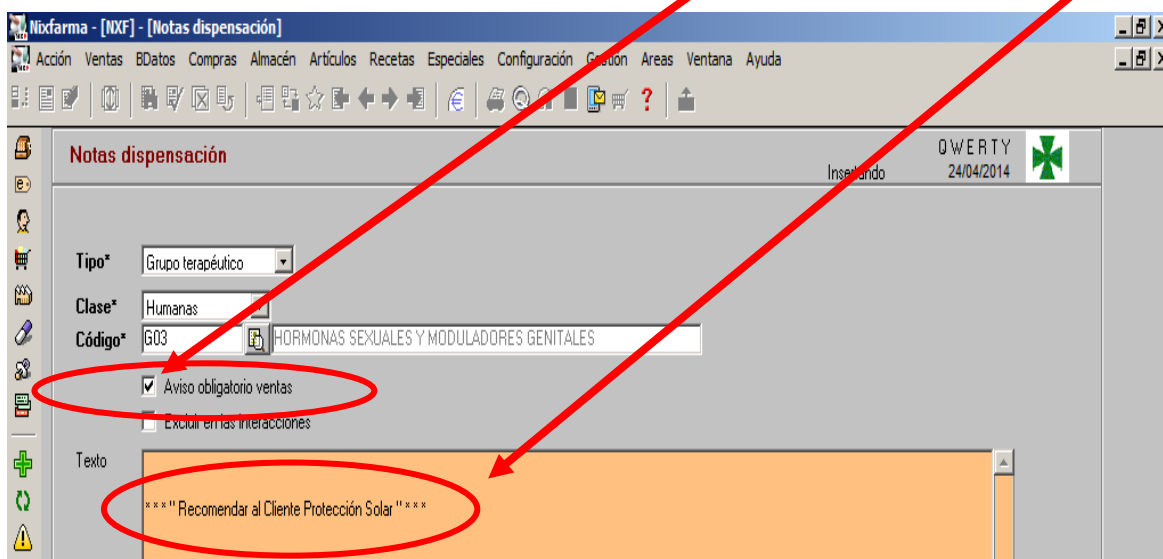 Nixfarma - [NXF] - [Notas dispensación]
Acción Ventas BDatos Compras Almacén Artículos Recetas Especiales Configuración Gestión Areas Ventana Ayuda
Notas dispensación
QWERTY
Insertando 24/04/2014
Tipo* Grupo terapéutico
Clase* Humanas
Código* G03 HORMONAS SEXUALES Y MODULADORES GENITALES
Aviso obligatorio ventas
Excluir en las interacciones
Texto
* * * " Recomendar al Cliente Protección Solar " * * *